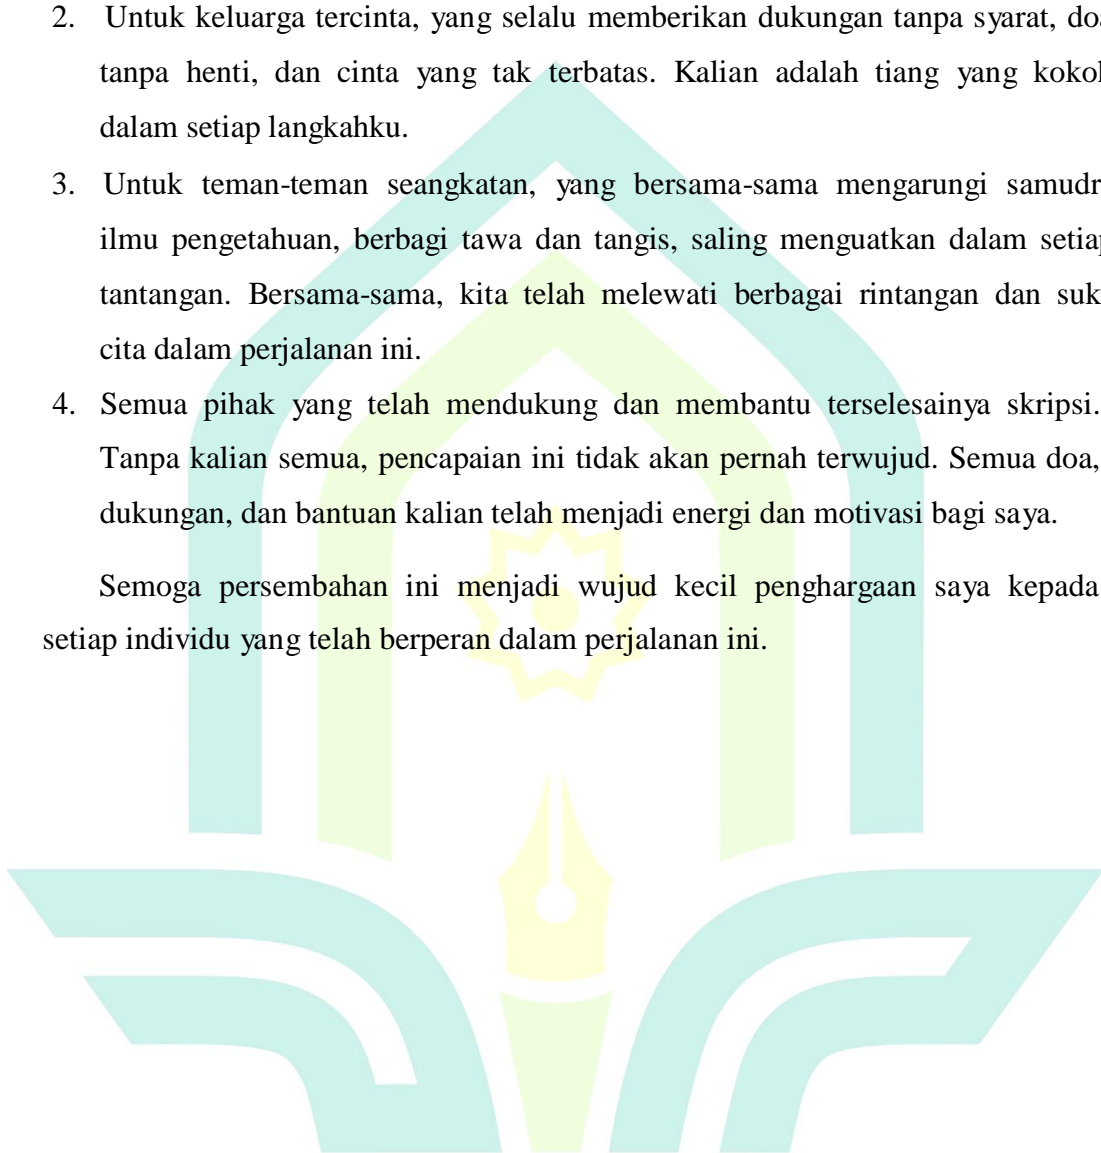 2. Untuk keluarga tercinta, yang selalu memberikan dukungan tanpa syarat, doa
tanpa henti, dan cinta yang tak terbatas. Kalian adalah tiang yang kokoh
dalam setiap langkahku.
3. Untuk teman-teman seangkatan, yang bersama-sama mengarungi samudr
ilmu pengetahuan, berbagi tawa dan tangis, saling menguatkan dalam setiap
tantangan. Bersama-sama, kita telah melewati berbagai rintangan dan suk
cita dalam perjalanan ini.
4. Semua pihak yang telah mendukung dan membantu terselesainya skripsi.
Tanpa kalian semua, pencapaian ini tidak akan pernah terwujud. Semua doa,
dukungan, dan bantuan kalian telah menjadi energi dan motivasi bagi saya.
Semoga persembahan ini menjadi wujud kecil penghargaan saya kepada
setiap individu yang telah berperan dalam perjalanan ini.